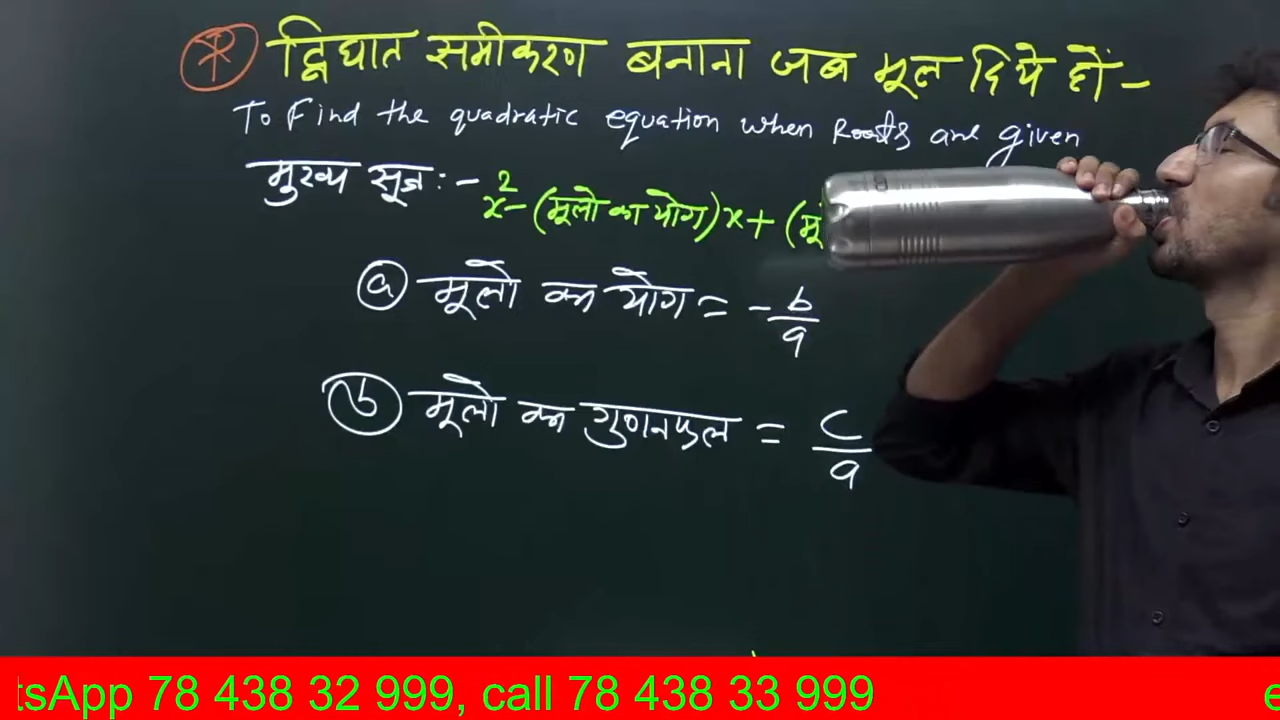 * द्विघात समीकरण बनाना जब मूल दिये हों -
To Find the quadratic equation when Roots are given
मुख्य सूत्र :- x² - (मूलो का योग) x + (मू
(a) मूलो का योग = - b/a
(b) मूलो का गुणनफल = c/a
tsApp 78 438 32 999, call 78 438 33 999 e